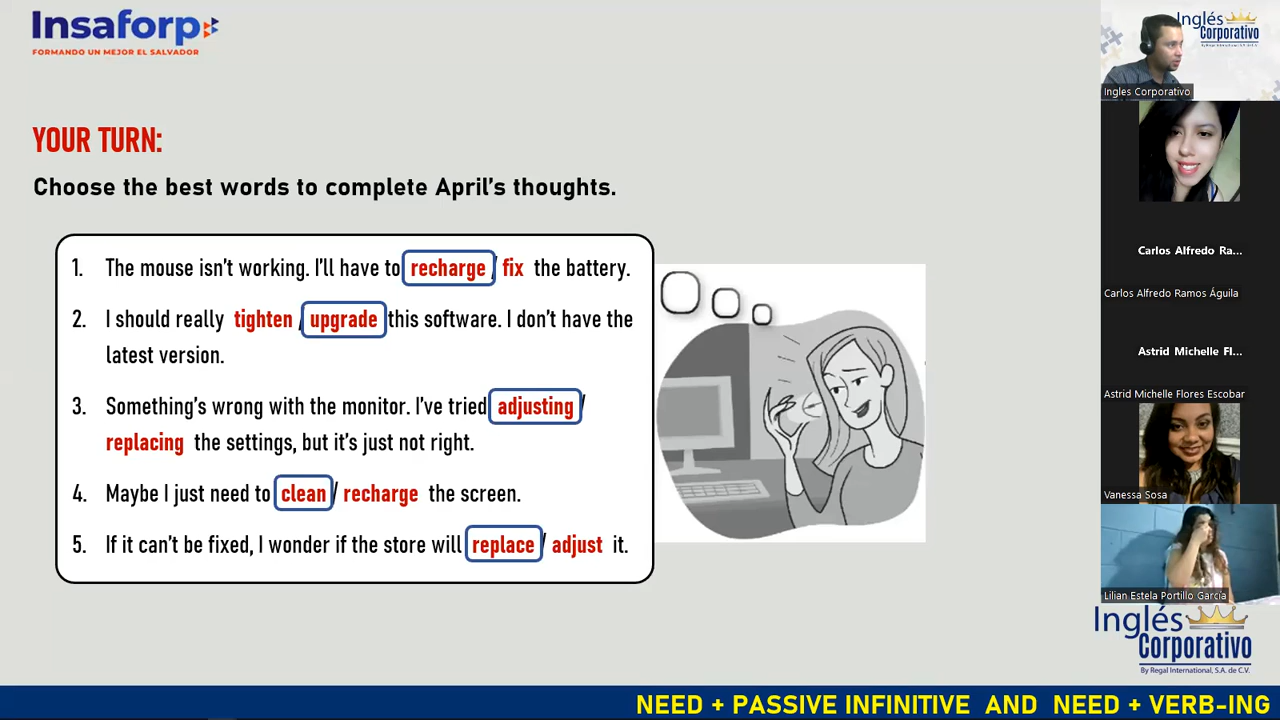 Insaforp
FORMANDO UN MEJOR EL SALVADOR
YOUR TURN:
Choose the best words to complete April's thoughts.
1. The mouse isn't working. I'll have to recharge / fix the battery.
2. I should really tighten / upgrade this software. I don't have the
latest version.
3. Something's wrong with the monitor. I've tried adjusting /
replacing the settings, but it's just not right.
4. Maybe I just need to clean / recharge the screen.
5. If it can't be fixed, I wonder if the store will replace / adjust it.
Inglés
Corporativo
Ingles Corporativo
Carlos Alfredo Ra...
Carlos Alfredo Ramos Águila
Astrid Michelle Fl...
Astrid Michelle Flores Escobar
Vanessa Sosa
Lilian Estela Portillo García
Inglés
Corporativo
By Regal International, S.A. de C.V.
NEED + PASSIVE INFINITIVE AND NEED + VERB-ING